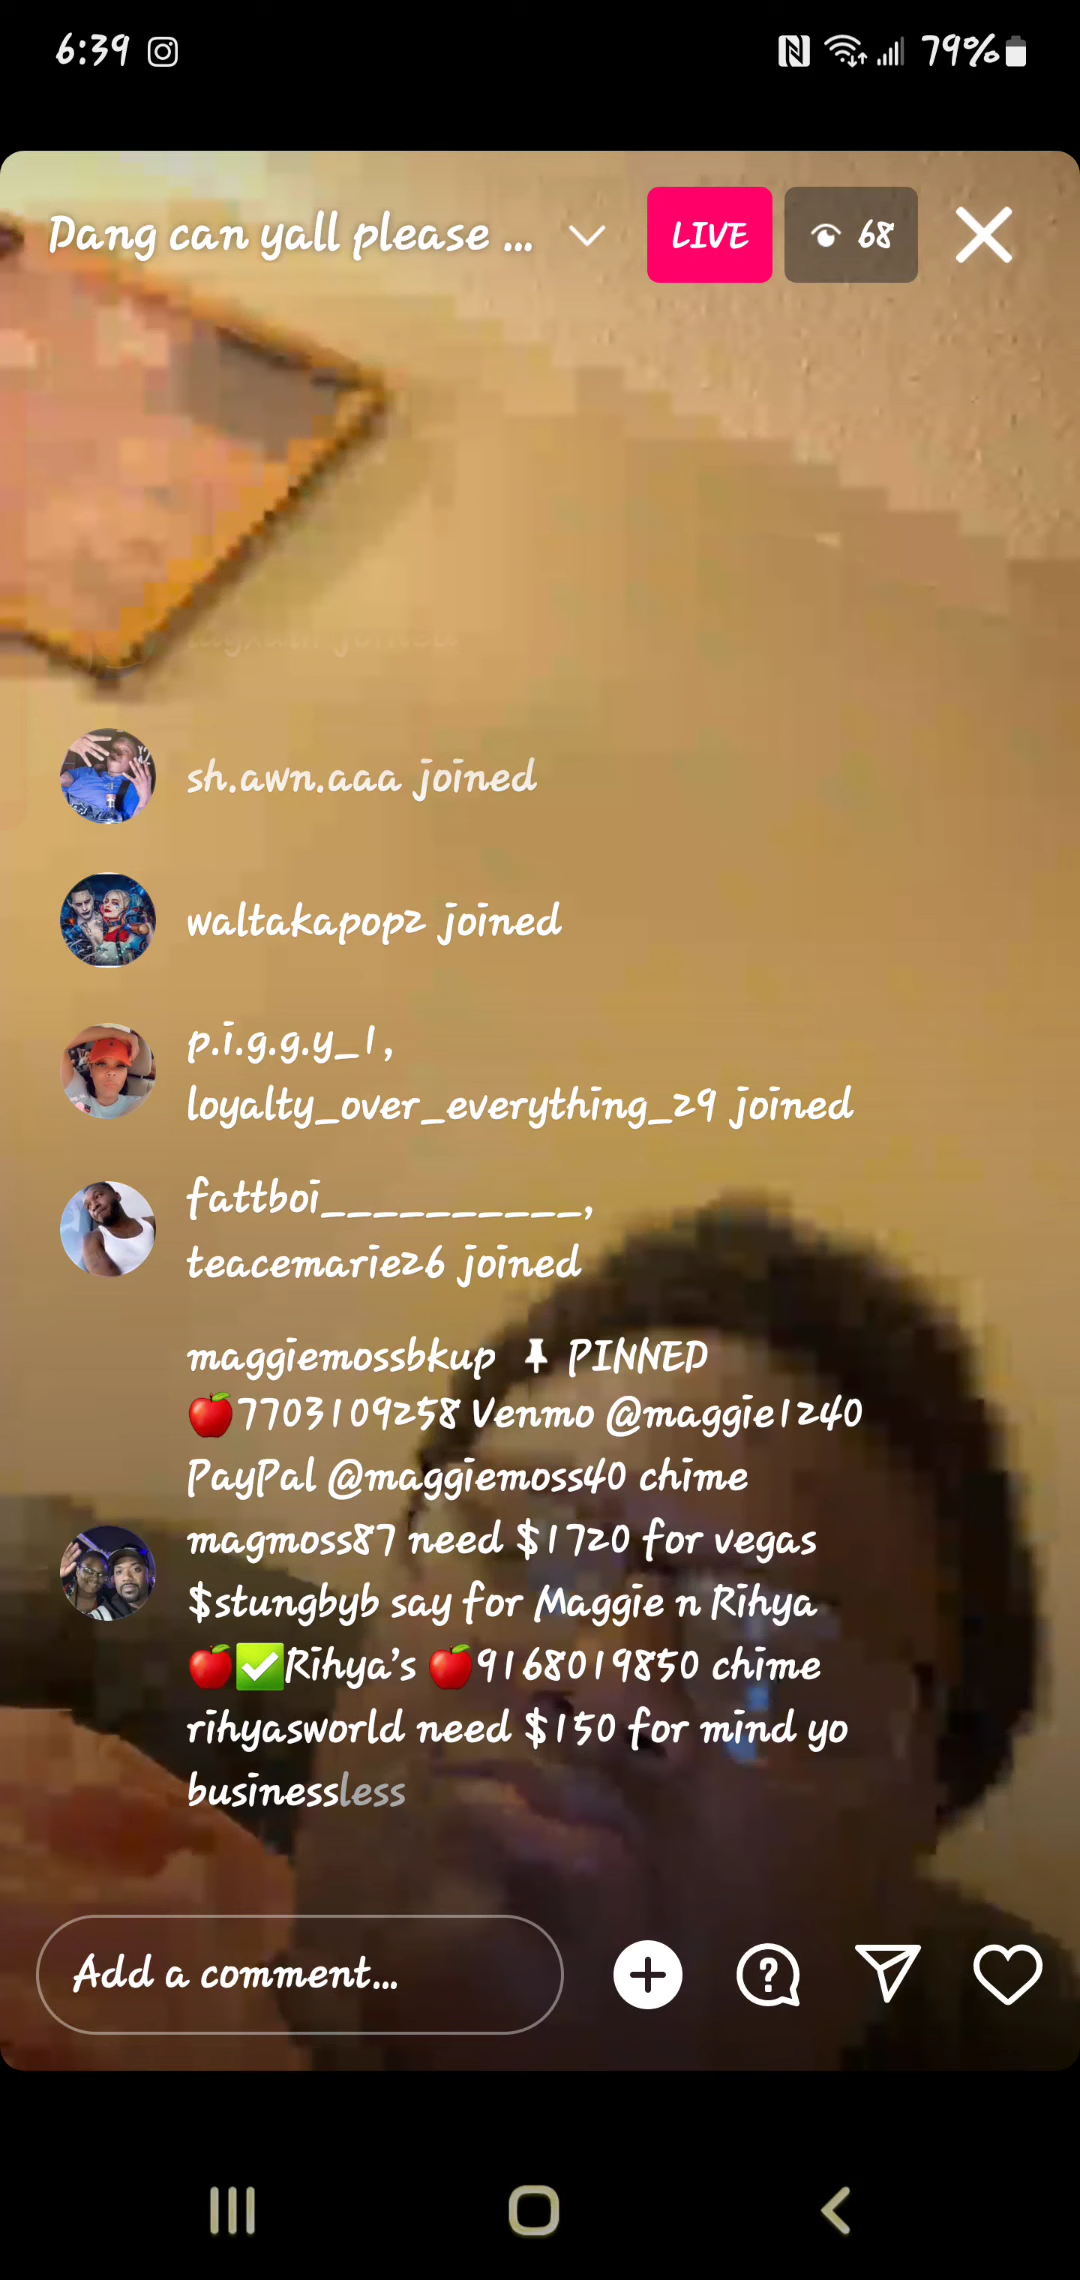 6:39
79%
Dang can yall please ...
LIVE
68
sh.awn.aaa joined
waltakapop2 joined
p.i.g.g.y_1,
loyalty_over_everything_29 joined
fattboi__________,
teacemarie26 joined
maggiemossbkup 📌 PINNED
🍎7703109258 Venmo @maggie1240
PayPal @maggiemoss40 chime
magmoss87 need $1720 for vegas
$stungbyb say for Maggie n Rihya
🍎✅Rihya’s 🍎9168019850 chime
rihyasworld need $150 for mind yo
businessless
Add a comment...